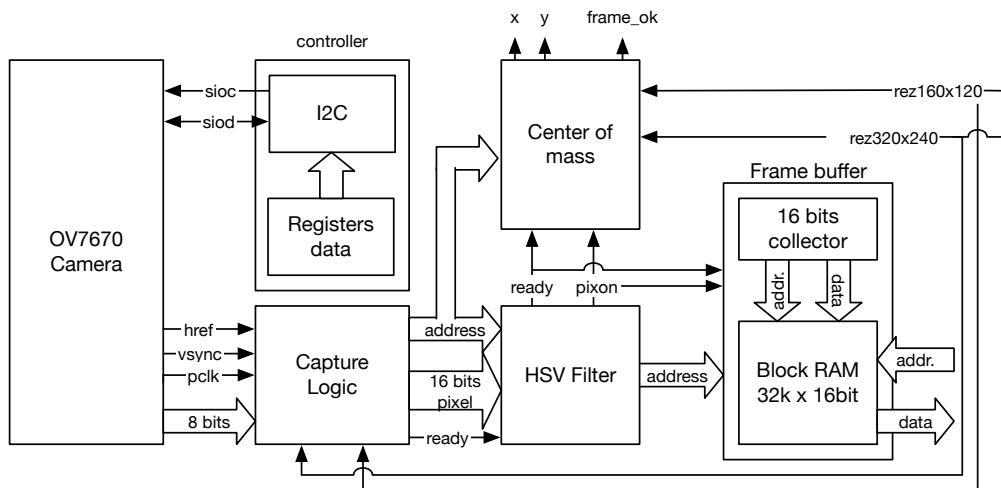 x
y
frame_ok
controller
sioc
siod
I2C
Registers
data
OV7670
Camera
Center of
mass
rez160x120
rez320x240
Frame buffer
16 bits
collector
addr.
data
ready
pixon
href
vsync
pclk
8 bits
Capture
Logic
address
16 bits
pixel
ready
HSV Filter
address
Block RAM
32k x 16bit
addr.
data